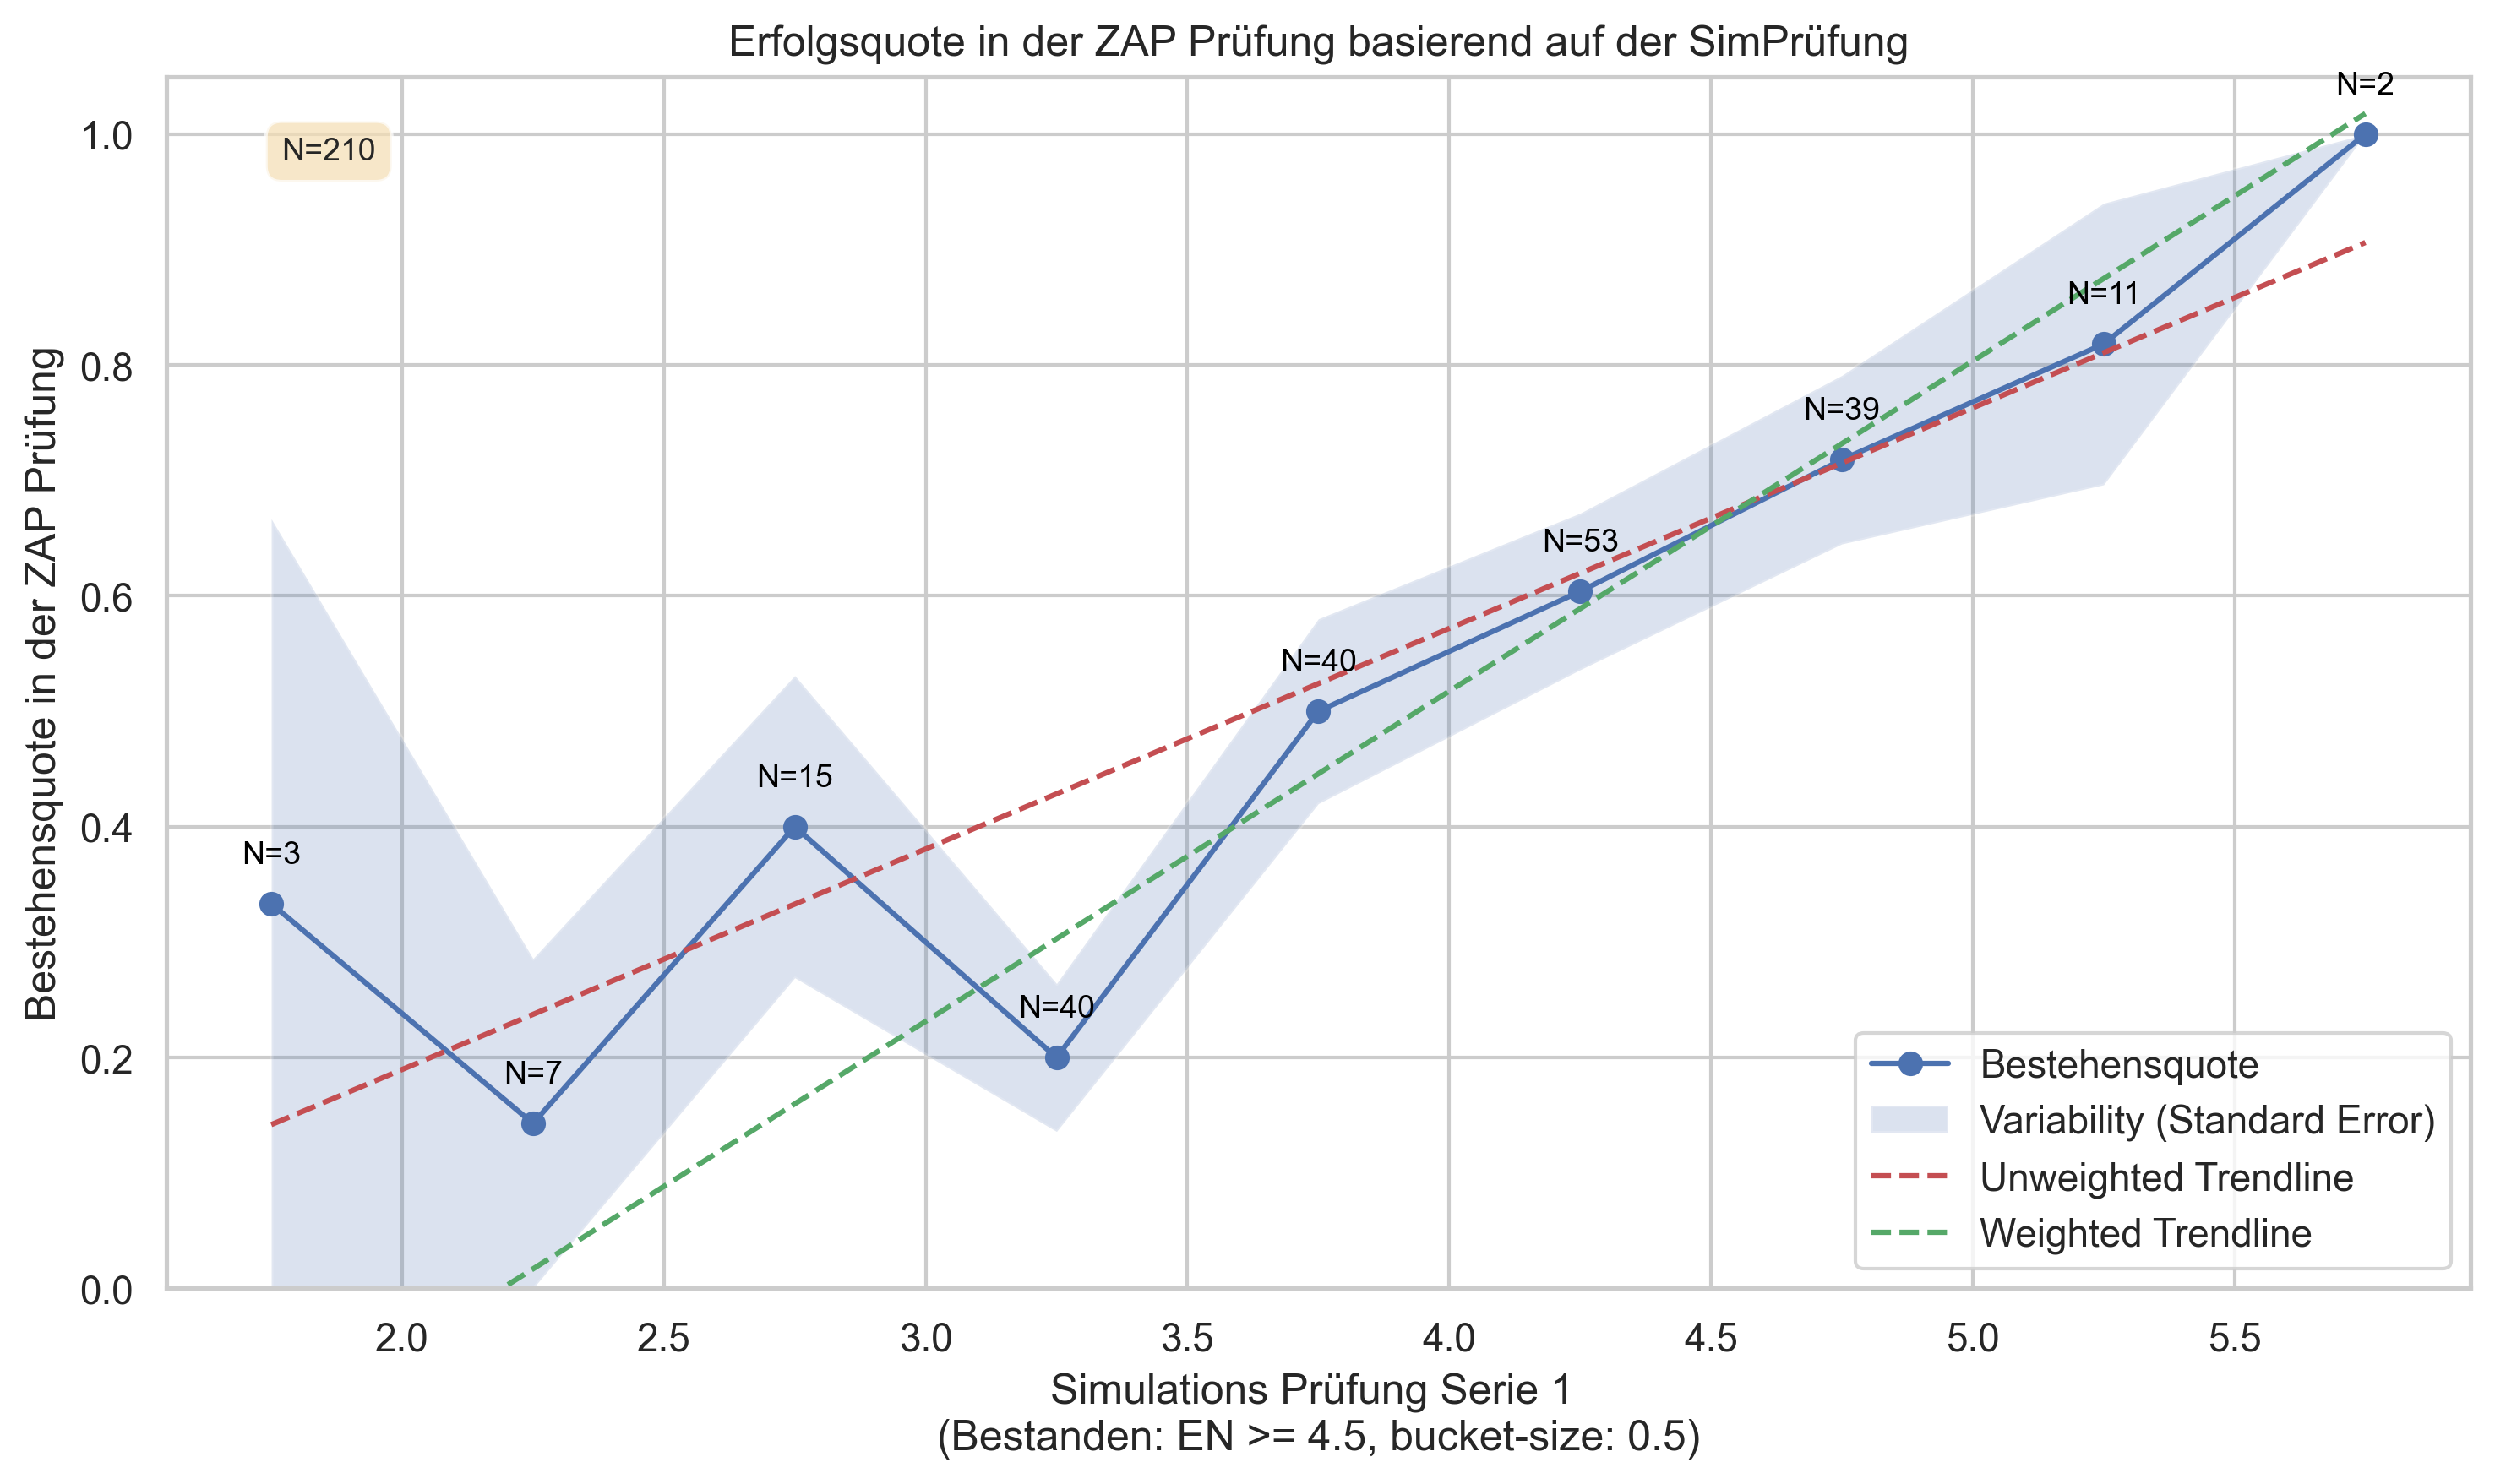 Erfolgsquote in der ZAP Prüfung basierend auf der SimPrüfung
N=210
N=3
N=7
N=15
N=40
N=40
N=53
N=39
N=11
N=2
Bestehensquote in der ZAP Prüfung
1.0
0.8
0.6
0.4
0.2
0.0
2.0
2.5
3.0
3.5
4.0
4.5
5.0
5.5
Simulations Prüfung Serie 1
(Bestanden: EN >= 4.5, bucket-size: 0.5)
Bestehensquote
Variability (Standard Error)
Unweighted Trendline
Weighted Trendline